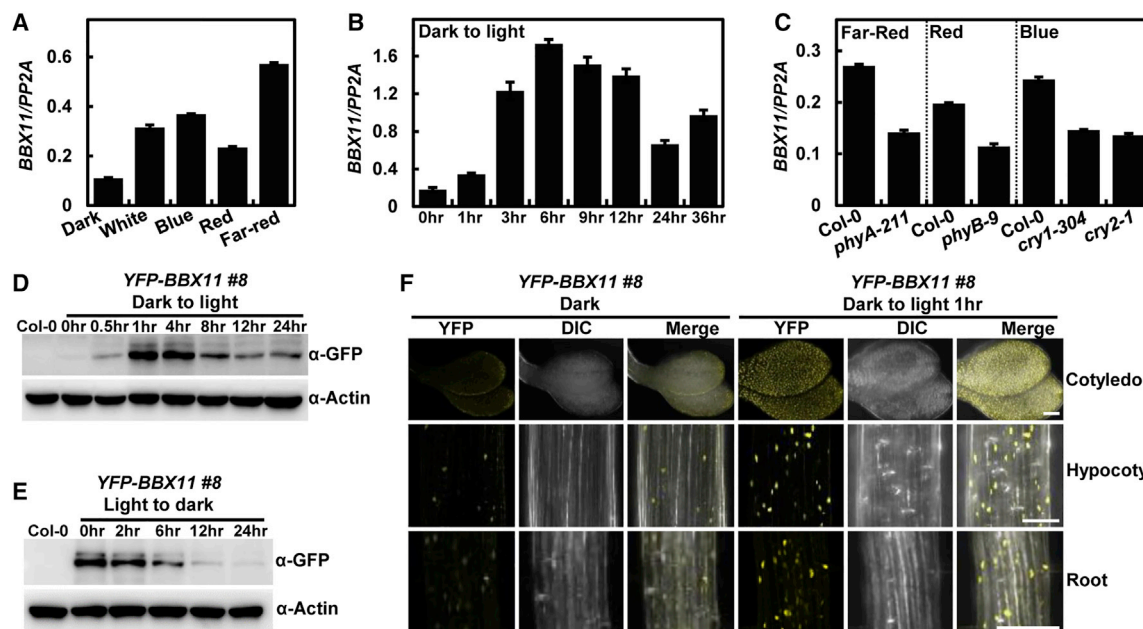 A
BBX11/PP2A
0.6
0.4
0.2
0
Dark
White
Blue
Red
Far-red
B
Dark to light
BBX11/PP2A
1.6
1.2
0.8
0.4
0
0hr 1hr 3hr 6hr 9hr 12hr 24hr 36hr
C
Far-Red Red Blue
BBX11/PP2A
0.3
0.2
0.1
0
Col-0
phyA-211
Col-0
phyB-9
Col-0
cry1-304
cry2-1
D
YFP-BBX11 #8
Dark to light
Col-0 0hr 0.5hr 1hr 4hr 8hr 12hr 24hr
α-GFP
α-Actin
E
YFP-BBX11 #8
Light to dark
Col-0 0hr 2hr 6hr 12hr 24hr
α-GFP
α-Actin
F
YFP-BBX11 #8 YFP-BBX11 #8
Dark Dark to light 1hr
YFP DIC Merge YFP DIC Merge
Cotyledo
Hypocoty
Root